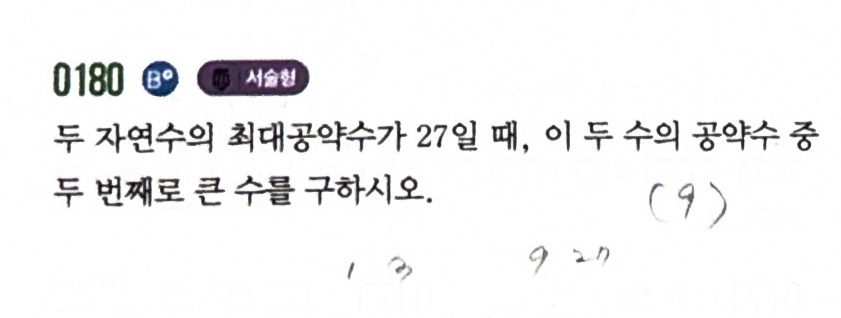 0180 B 서술형
두 자연수의 최대공약수가 27일 때, 이 두 수의 공약수 중
두 번째로 큰 수를 구하시오.
(9)
1 3 9 27